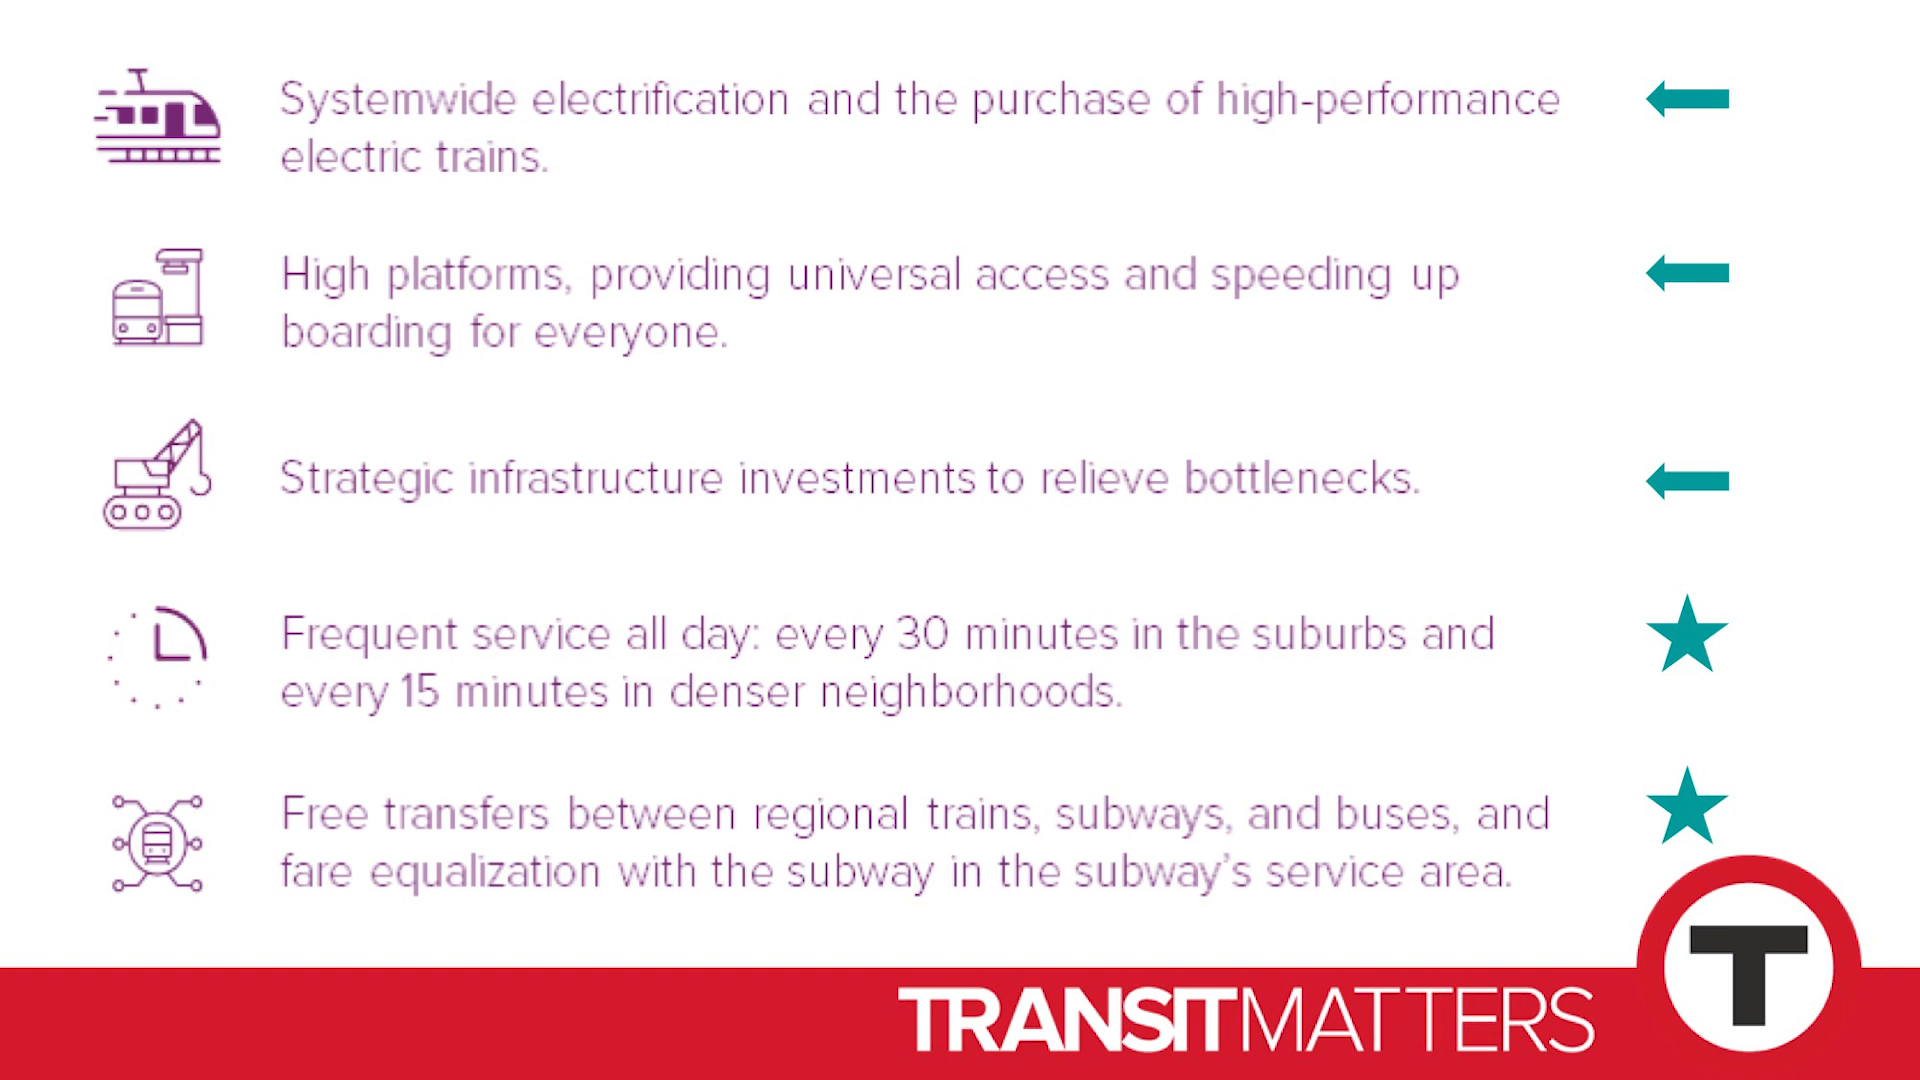 Systemwide electrification and the purchase of high-performance
electric trains.
High platforms, providing universal access and speeding up
boarding for everyone.
Strategic infrastructure investments to relieve bottlenecks.
Frequent service all day: every 30 minutes in the suburbs and
every 15 minutes in denser neighborhoods.
Free transfers between regional trains, subways, and buses, and
fare equalization with the subway in the subway’s service area.
TRANSITMATTERS
T